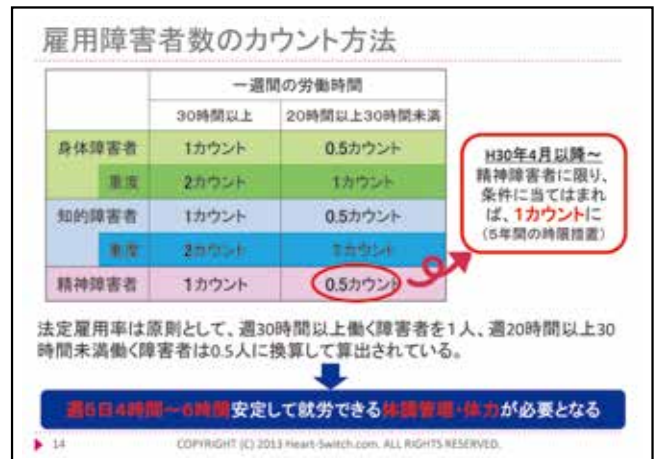 雇用障害者数のカウント方法
一週間の労働時間
30時間以上 20時間以上30時間未満
身体障害者 1カウント 0.5カウント
重度 2カウント 1カウント
知的障害者 1カウント 0.5カウント
重度 2カウント 1カウント
精神障害者 1カウント 0.5カウント
H30年4月以降～
精神障害者に限り、
条件に当てはまれ
ば、1カウントに
（5年間の時限措置）
法定雇用率は原則として、週30時間以上働く障害者を1人、週20時間以上30
時間未満働く障害者は0.5人に換算して算出されている。
週5日4時間～6時間安定して就労できる体調管理・体力が必要となる
14
COPYRIGHT (C) 2013 Heart-Switch.com. ALL RIGHTS RESERVED.